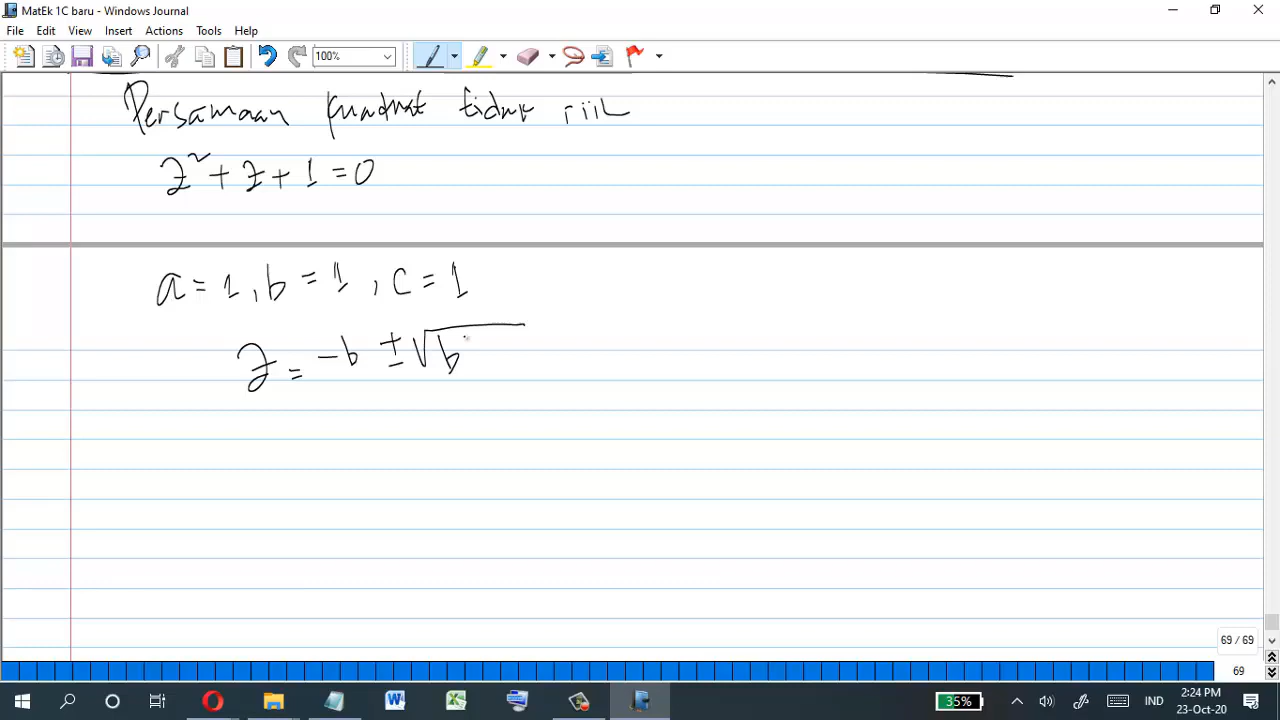 MatEk 1C baru - Windows Journal
File Edit View Insert Actions Tools Help
100%
Persamaan kuadrat tidak riil
z² + z + 1 = 0
a = 1, b = 1, c = 1
z = -b ± √b
69 / 69
69
35% IND 2:24 PM
23-Oct-20